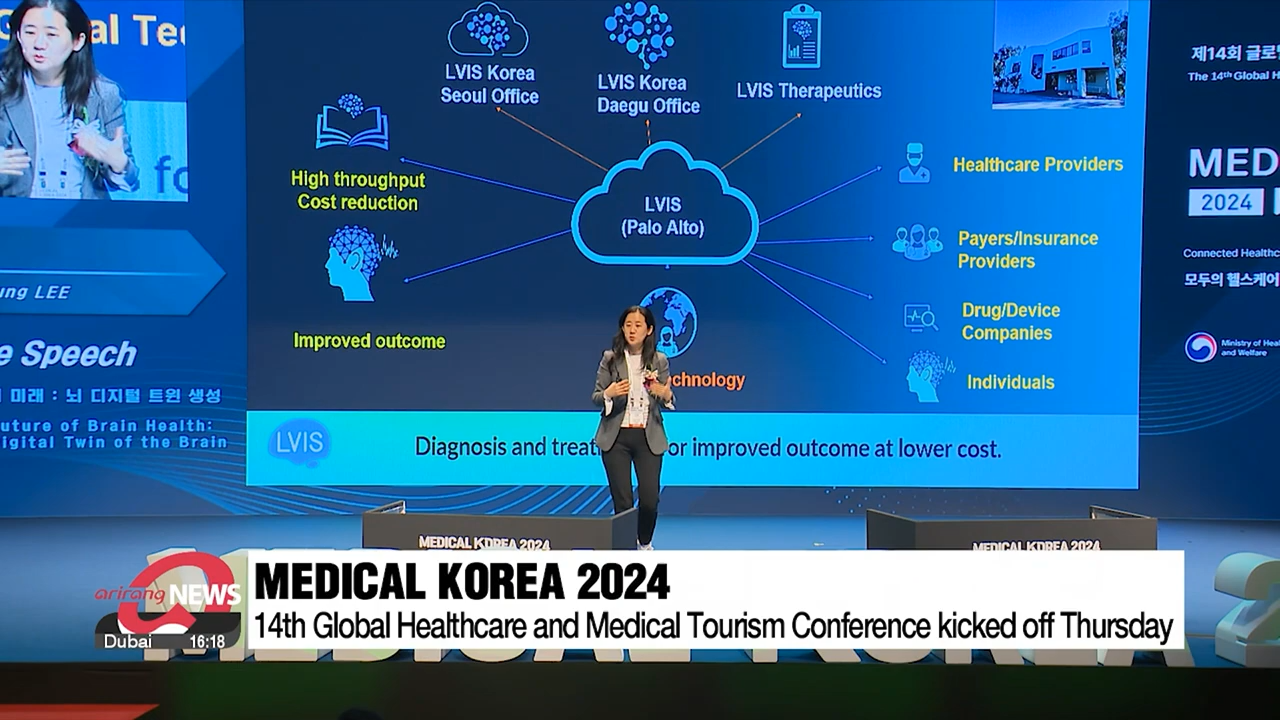 al Tec
fo
ung LEE
e Speech
미래 : 뇌 디지털 트윈 생성
uture of Brain Health:
igital Twin of the Brain
LVIS Korea
Seoul Office
LVIS Korea
Daegu Office
LVIS Therapeutics
High throughput
Cost reduction
LVIS
(Palo Alto)
Healthcare Providers
Payers/Insurance
Providers
Improved outcome
Drug/Device
Companies
chnology
Individuals
LVIS
Diagnosis and treat or improved outcome at lower cost.
제14회 글로
The 14th Global H
MED
2024
Connected Healthc
모두의 헬스케어
Ministry of Heal
and Welfare
MEDICAL KOREA 2024
MEDICAL KOREA 2024
arirang NEWS
Dubai 16:18
MEDICAL KOREA 2024
14th Global Healthcare and Medical Tourism Conference kicked off Thursday